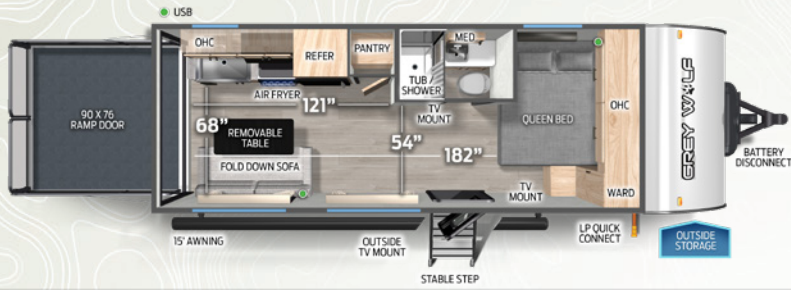 USB
OHC
REFER
PANTRY
MED
TUB /
SHOWER
AIR FRYER
121"
TV
MOUNT
90 X 76
RAMP DOOR
68"
REMOVABLE
TABLE
FOLD DOWN SOFA
54"
182"
QUEEN BED
OHC
GREY WOLF
BATTERY
DISCONNECT
TV
MOUNT
WARD
15' AWNING
OUTSIDE
TV MOUNT
LP QUICK
CONNECT
OUTSIDE
STORAGE
STABLE STEP